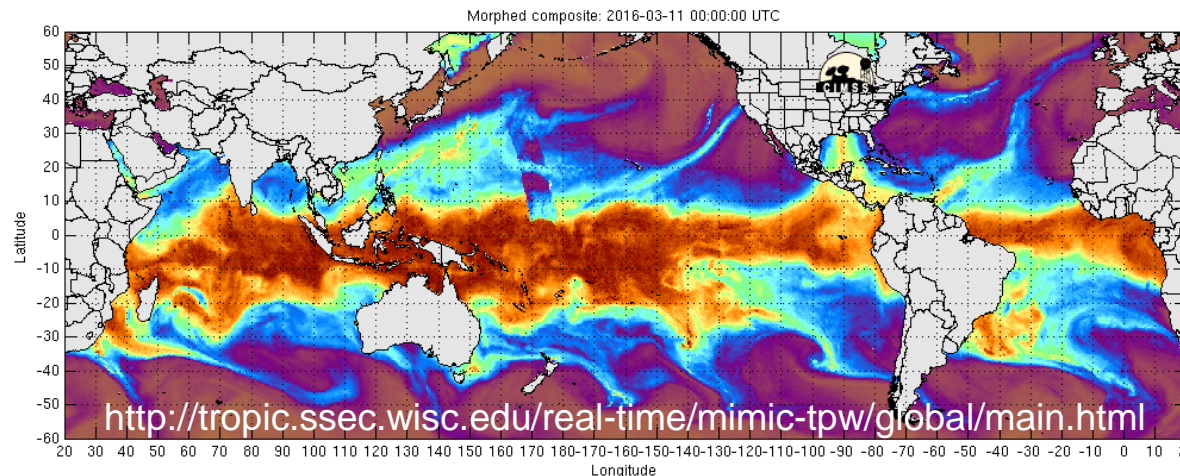 Morphed composite: 2016-03-11 00:00:00 UTC
60
50
40
30
20
10
0
-10
-20
-30
-40
-50
-60
Latitude
CIMSS
http://tropic.ssec.wisc.edu/real-time/mimic-tpw/global/main.html
20 30 40 50 60 70 80 90 100 110 120 130 140 150 160 170 180-170-160-150-140-130-120-110-100 -90 -80 -70 -60 -50 -40 -30 -20 -10 0 10
Longitude